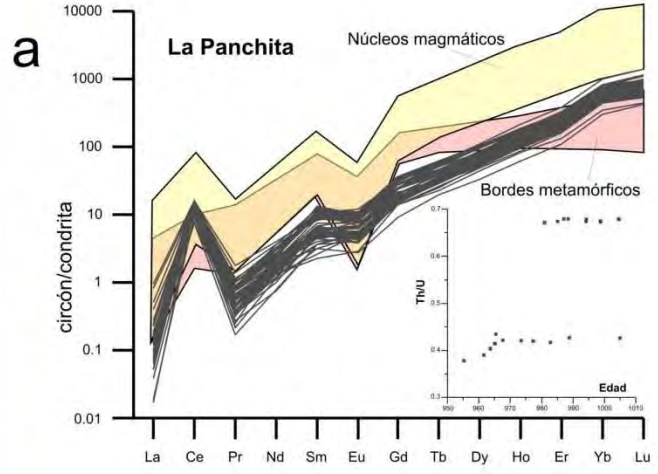 a
La Panchita
Núcleos magmáticos
Bordes metamórficos
circón/condrita
10000
1000
100
10
1
0.1
0.01
La Ce Pr Nd Sm Eu Gd Tb Dy Ho Er Yb Lu
Th/U
0.7
0.6
0.5
0.4
0.3
Edad
950 960 970 980 990 1000 1010